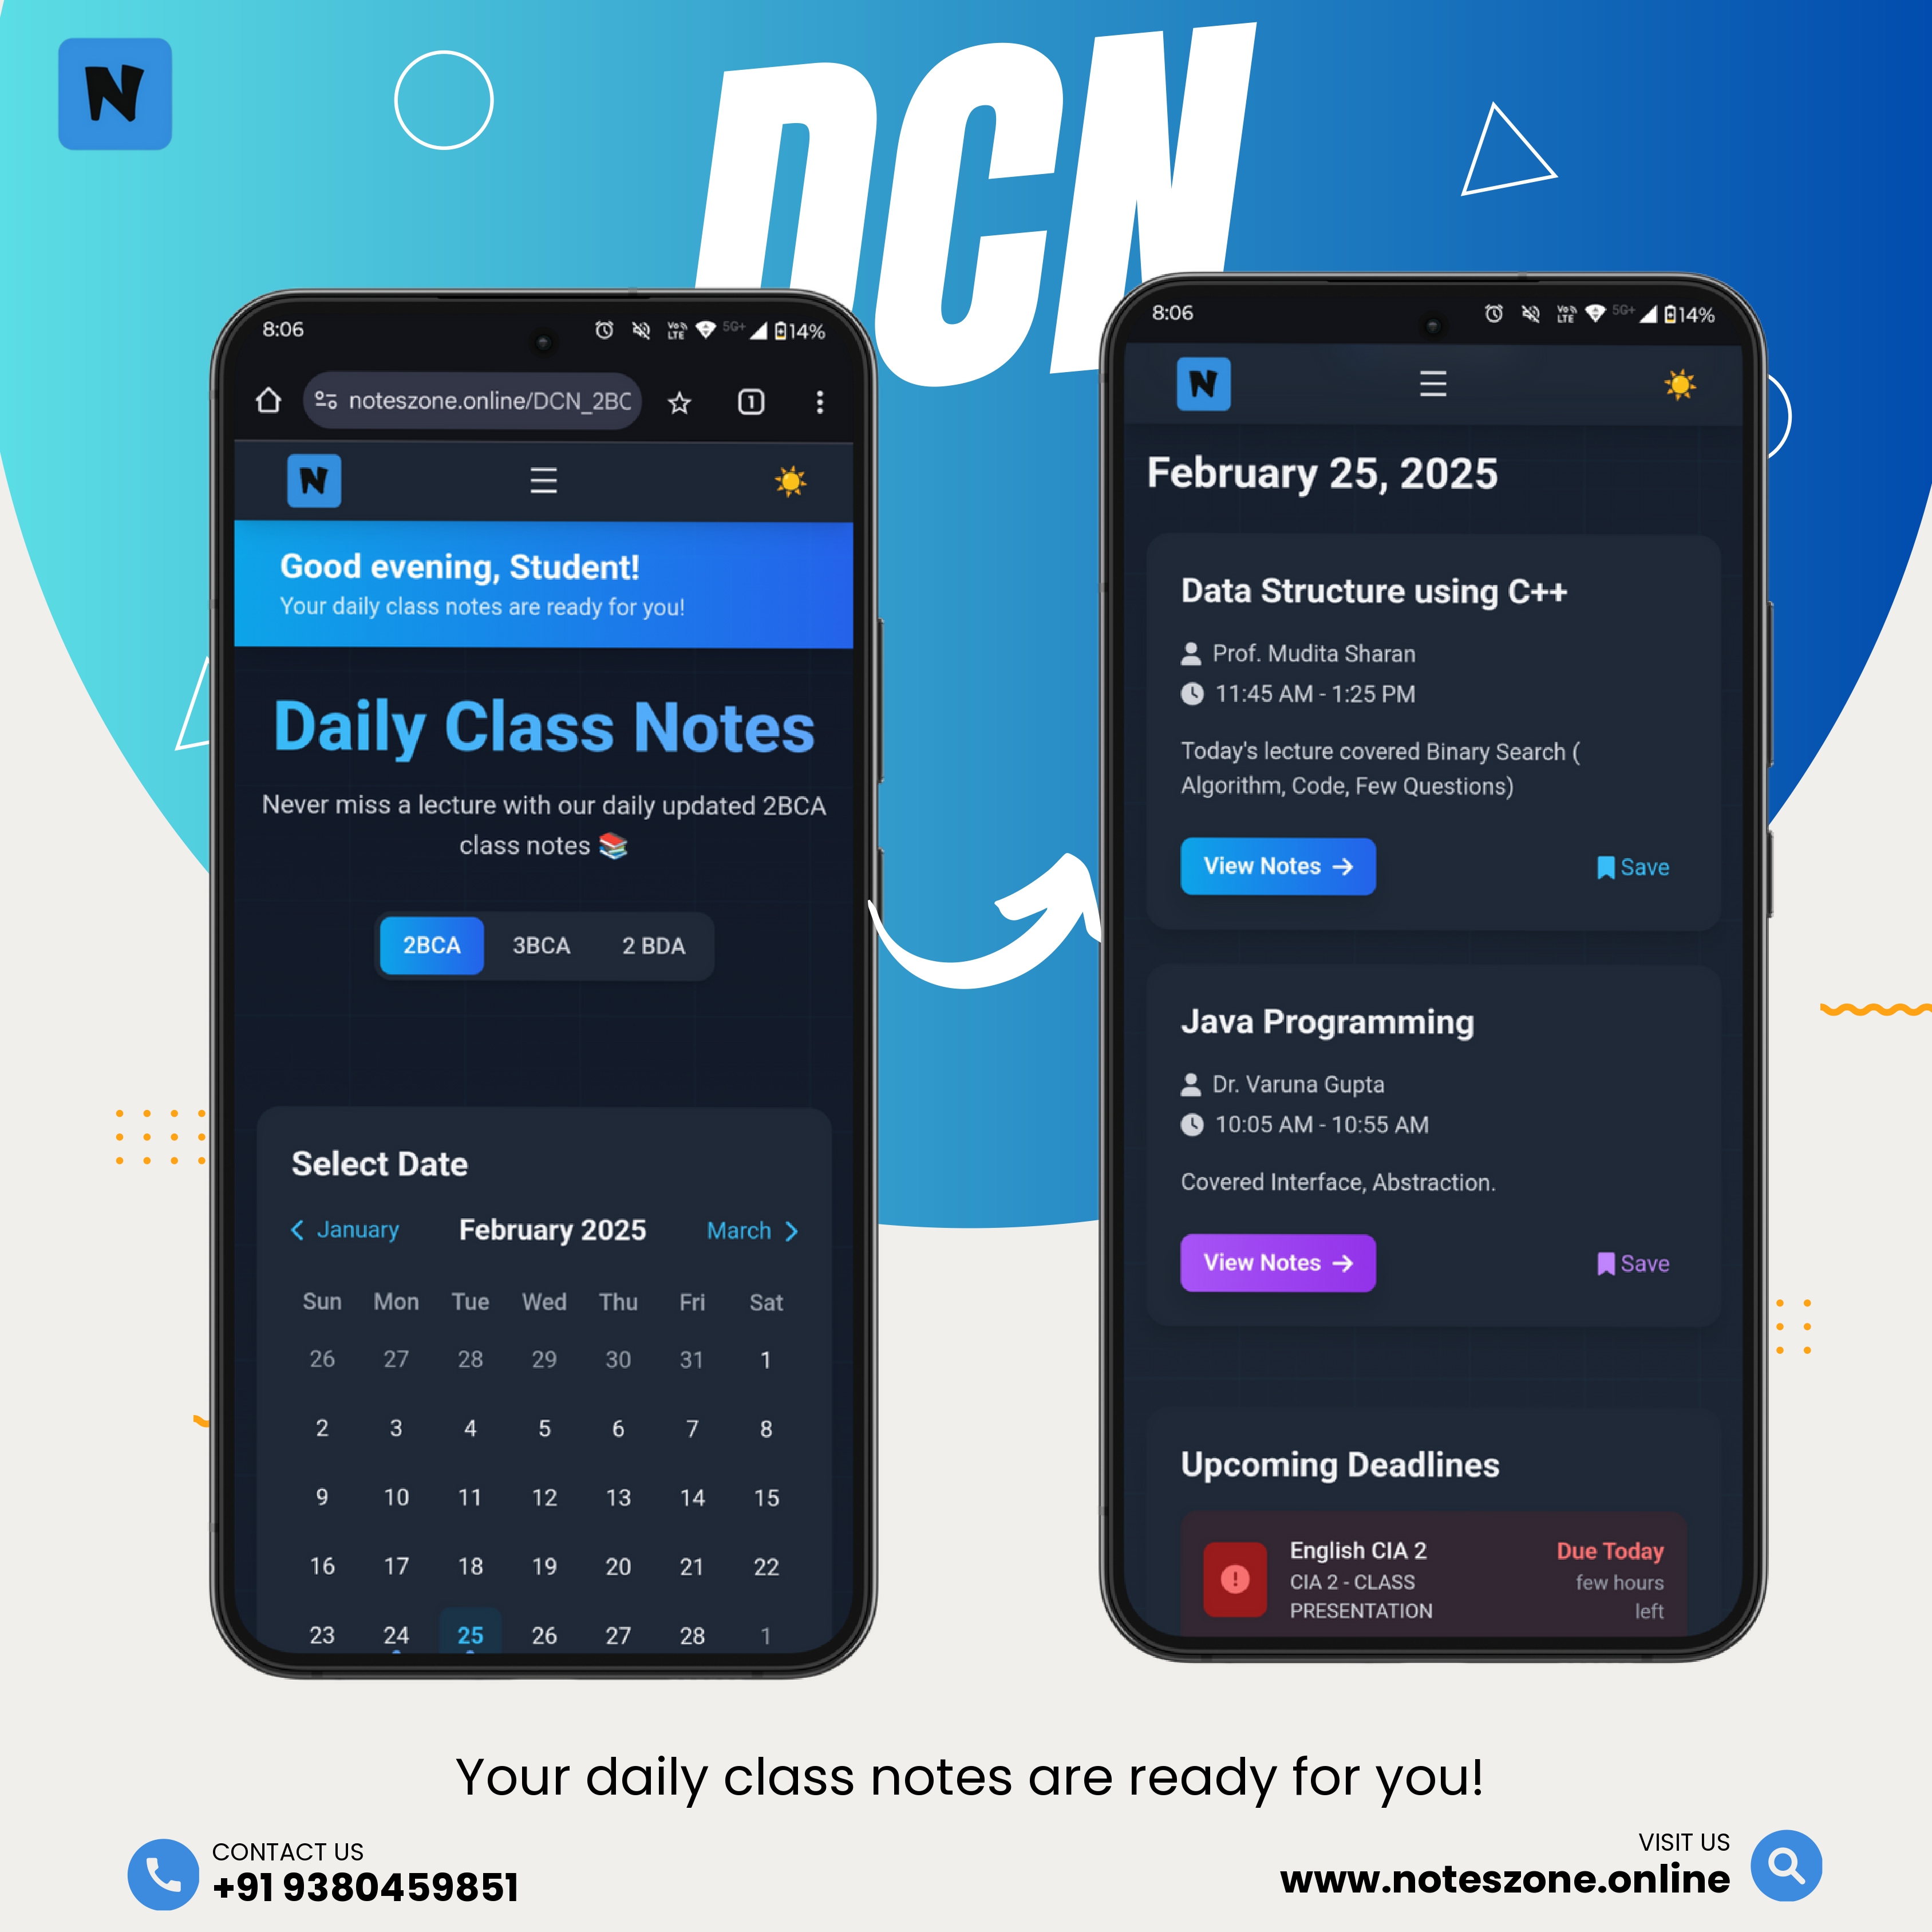 N
DCN
8:06
Vo LTE 5G+ 14%
noteszone.online/DCN_2BC
1
N
Good evening, Student!
Your daily class notes are ready for you!
Daily Class Notes
Never miss a lecture with our daily updated 2BCA
class notes
2BCA 3BCA 2 BDA
Select Date
January February 2025 March
Sun Mon Tue Wed Thu Fri Sat
26 27 28 29 30 31 1
2 3 4 5 6 7 8
9 10 11 12 13 14 15
16 17 18 19 20 21 22
23 24 25 26 27 28 1
8:06
Vo LTE 5G+ 14%
N
February 25, 2025
Data Structure using C++
Prof. Mudita Sharan
11:45 AM - 1:25 PM
Today's lecture covered Binary Search (
Algorithm, Code, Few Questions)
View Notes →
Save
Java Programming
Dr. Varuna Gupta
10:05 AM - 10:55 AM
Covered Interface, Abstraction.
View Notes →
Save
Upcoming Deadlines
English CIA 2
CIA 2 - CLASS
PRESENTATION
Due Today
few hours
left
Your daily class notes are ready for you!
CONTACT US
+91 9380459851
VISIT US
www.noteszone.online